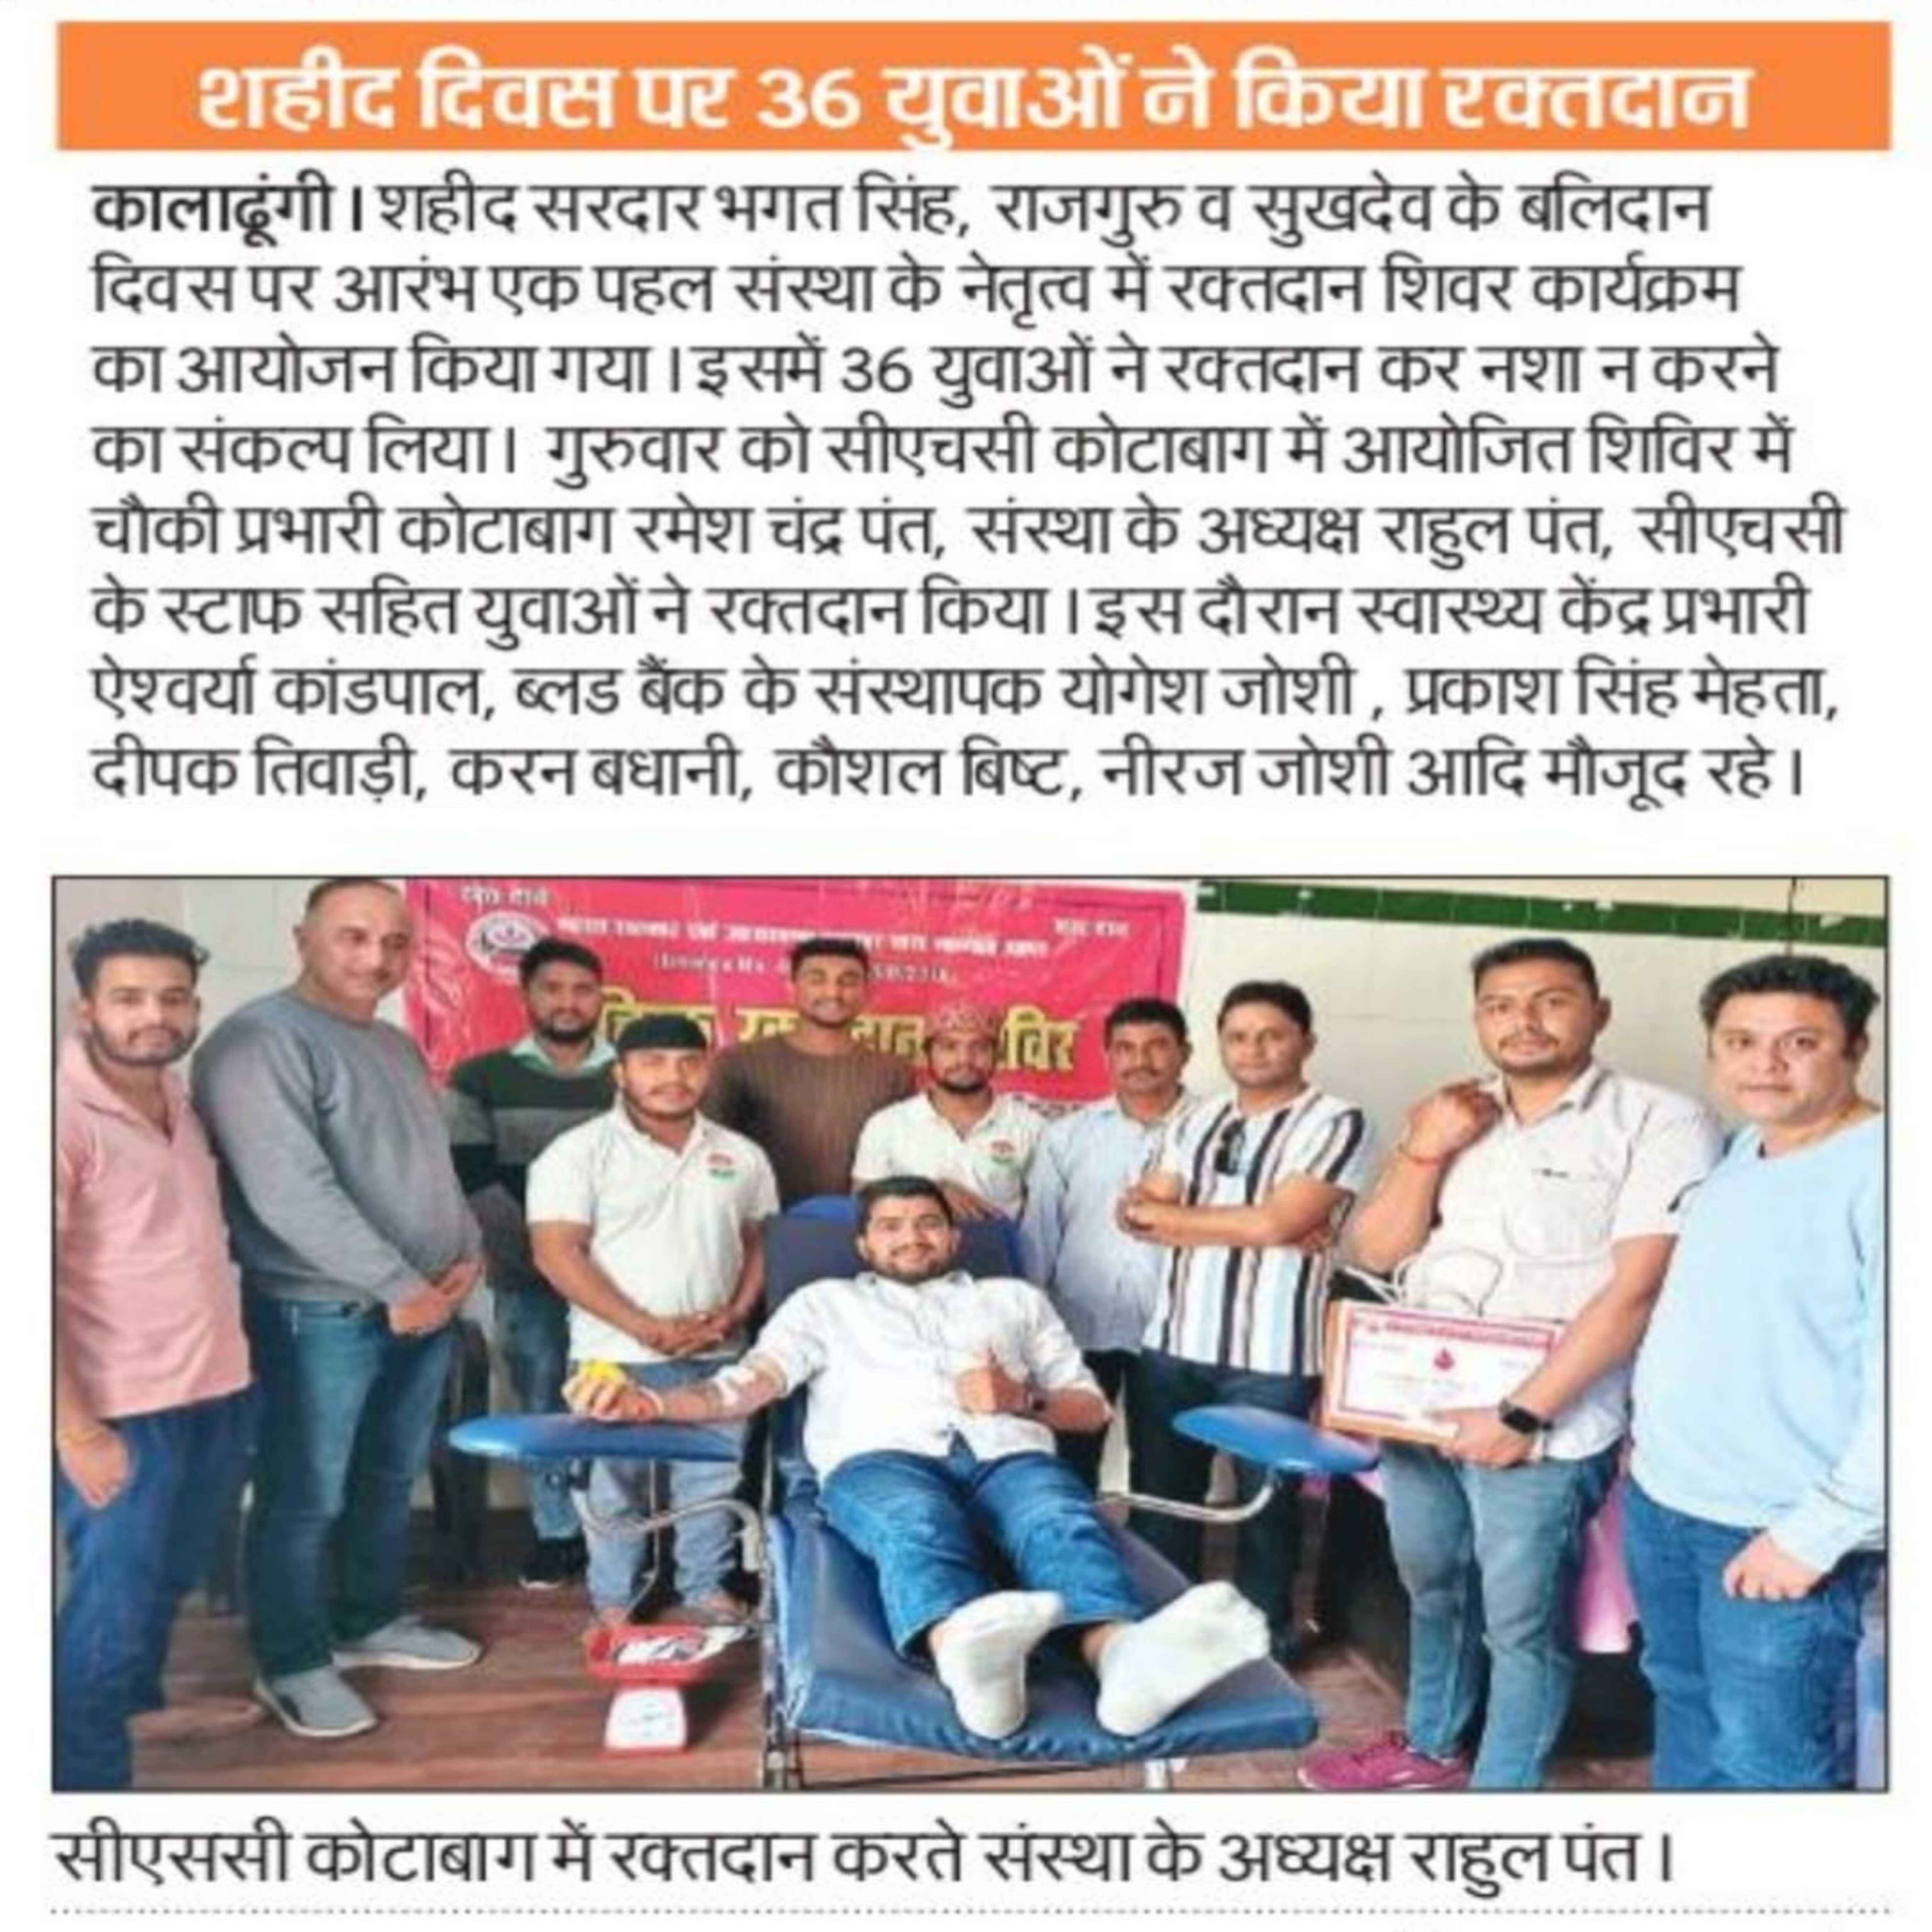 शहीद दिवस पर 36 युवाओं ने किया रक्तदान
कालाढूंगी। शहीद सरदार भगत सिंह, राजगुरु व सुखदेव के बलिदान
दिवस पर आरंभ एक पहल संस्था के नेतृत्व में रक्तदान शिवर कार्यक्रम
का आयोजन किया गया। इसमें 36 युवाओं ने रक्तदान कर नशा न करने
का संकल्प लिया। गुरुवार को सीएचसी कोटाबाग में आयोजित शिविर में
चौकी प्रभारी कोटाबाग रमेश चंद्र पंत, संस्था के अध्यक्ष राहुल पंत, सीएचसी
के स्टाफ सहित युवाओं ने रक्तदान किया। इस दौरान स्वास्थ्य केंद्र प्रभारी
ऐश्वर्या कांडपाल, ब्लड बैंक के संस्थापक योगेश जोशी , प्रकाश सिंह मेहता,
दीपक तिवाड़ी, करन बधानी, कौशल बिष्ट, नीरज जोशी आदि मौजूद रहे।
सीएससी कोटाबाग में रक्तदान करते संस्था के अध्यक्ष राहुल पंत।